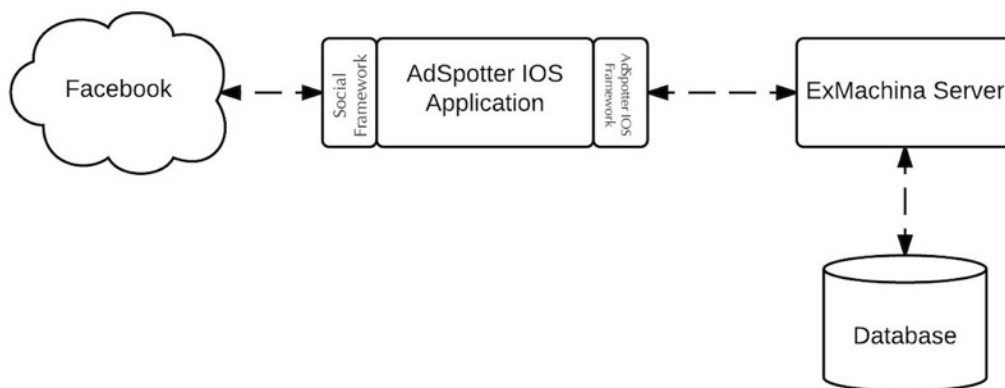 Facebook
Social
Framework
AdSpotter IOS
Application
AdSpotter IOS
Framework
ExMachina Server
Database